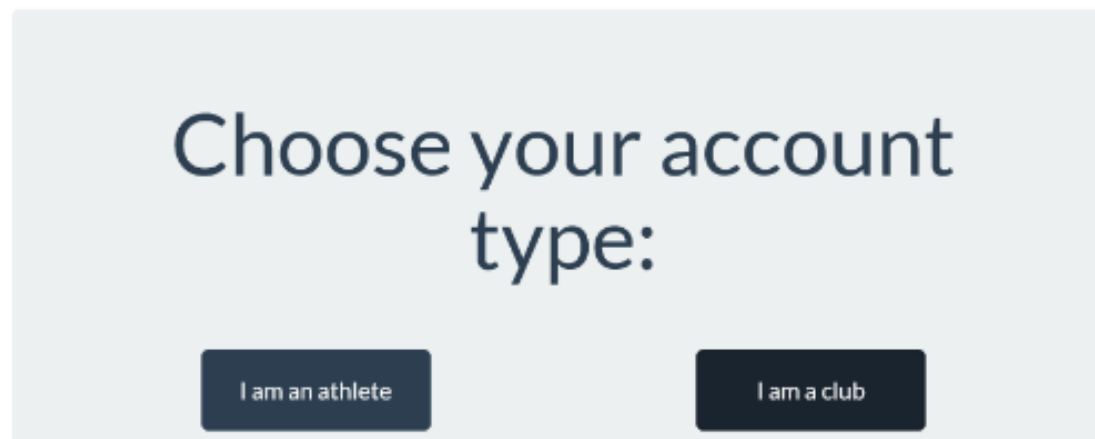 Choose your account
type:
I am an athlete
I am a club